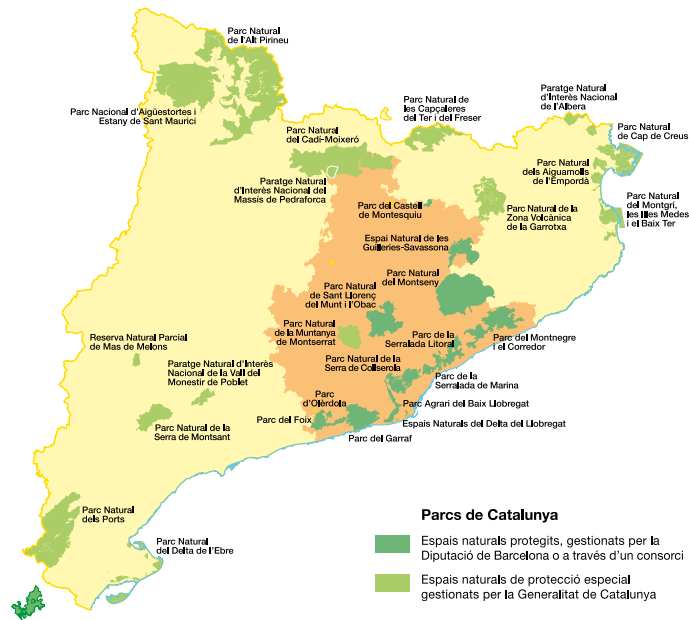 Parc Natural
de l'Alt Pirineu
Parc Nacional d'Aigüestortes i
Estany de Sant Maurici
Parc Natural
del Cadí-Moixeró
Parc Natural de
les Capçaleres
del Ter i del Freser
Paratge Natural
d'Interès Nacional
de l'Albera
Parc Natural
de Cap de Creus
Parc Natural
dels Aiguamolls
de l'Empordà
Paratge Natural
d'Interès Nacional del
Massís de Pedraforca
Parc del Castell
de Montesquiu
Parc Natural de la
Zona Volcànica
de la Garrotxa
Parc Natural
del Montgrí,
les Illes Medes
i el Baix Ter
Espai Natural de les
Guilleries-Savassona
Parc Natural
del Montseny
Parc Natural
de Sant Llorenç
del Munt i l'Obac
Parc Natural
de la Muntanya
de Montserrat
Parc de la
Serralada Litoral
Parc del Montnegre
i el Corredor
Reserva Natural Parcial
de Mas de Melons
Paratge Natural d'Interès
Nacional de la Vall del
Monestir de Poblet
Parc Natural de la
Serra de Collserola
Parc de la
Serralada de Marina
Parc
d'Olèrdola
Parc Agrari del Baix Llobregat
Parc del Foix
Espais Naturals del Delta del Llobregat
Parc Natural de la
Serra de Montsant
Parc del Garraf
Parc Natural
dels Ports
Parc Natural
del Delta de l'Ebre
Parcs de Catalunya
Espais naturals protegits, gestionats per la
Diputació de Barcelona o a través d'un consorci
Espais naturals de protecció especial
gestionats per la Generalitat de Catalunya